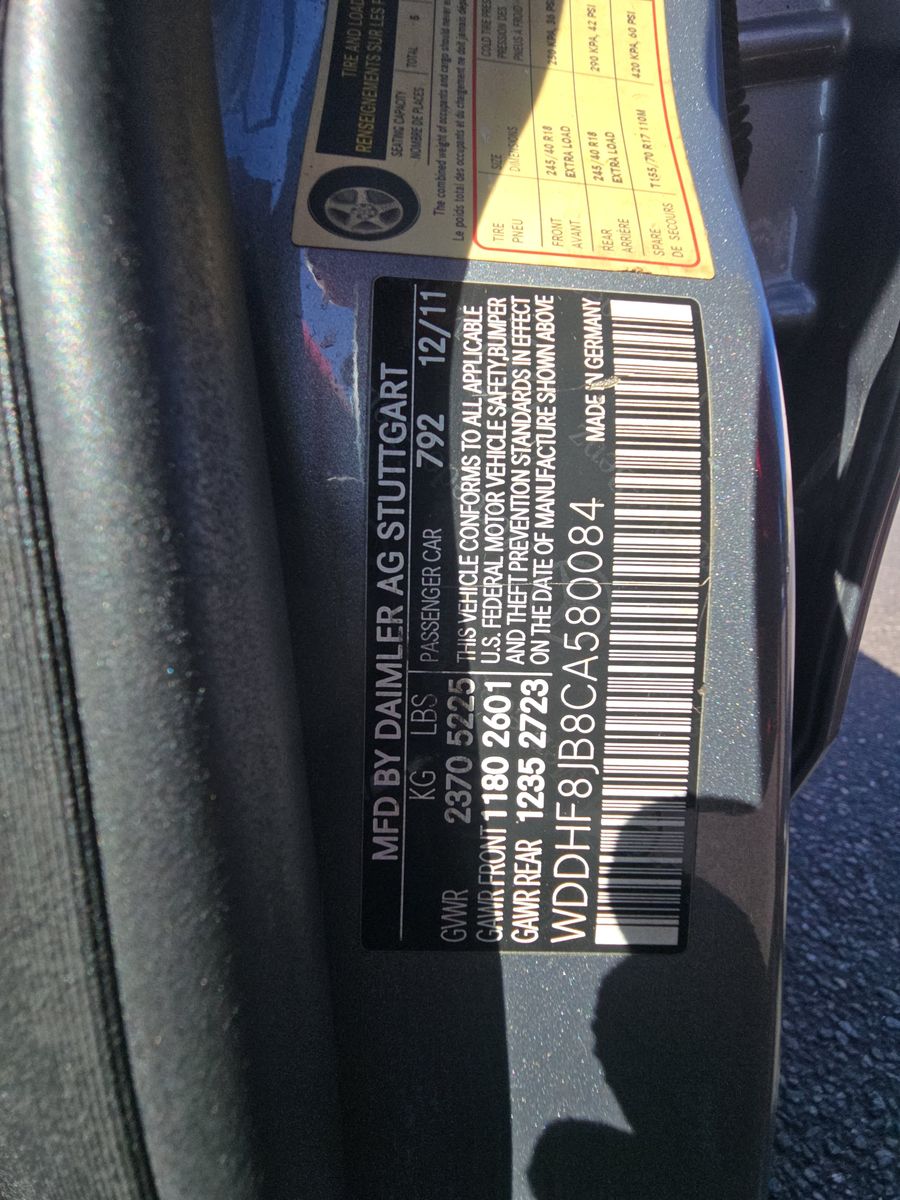 MFD BY DAIMLER AG STUTTGART
KG LBS PASSENGER CAR 792 12/11
GVWR 2370 5225
GAWR FRONT 1180 2601
GAWR REAR 1235 2723
THIS VEHICLE CONFORMS TO ALL APPLICABLE
U.S. FEDERAL MOTOR VEHICLE SAFETY,BUMPER
AND THEFT PREVENTION STANDARDS IN EFFECT
ON THE DATE OF MANUFACTURE SHOWN ABOVE
WDDHF8JB8CA580084 MADE IN GERMANY
TIRE AND
RENSEIGNEMENTS SUR LES
SEATING CAPACITY
NOMBRE DE PLACES
TOTAL
The combined weight of occupants and cargo should never
Le poids total des occupants et du chargement ne doit jamais
TIRE SIZE COLD TIRE
PNEU DIMENSIONS PRESSION DES
PNEUS A FROID
FRONT 245/40 R18
AVANT EXTRA LOAD
REAR 245/40 R18 290 KPA, 42 PSI
ARRIÈRE EXTRA LOAD
SPARE T155/70 R17 110M 420 KPA, 60 PSI
DE SECOURS